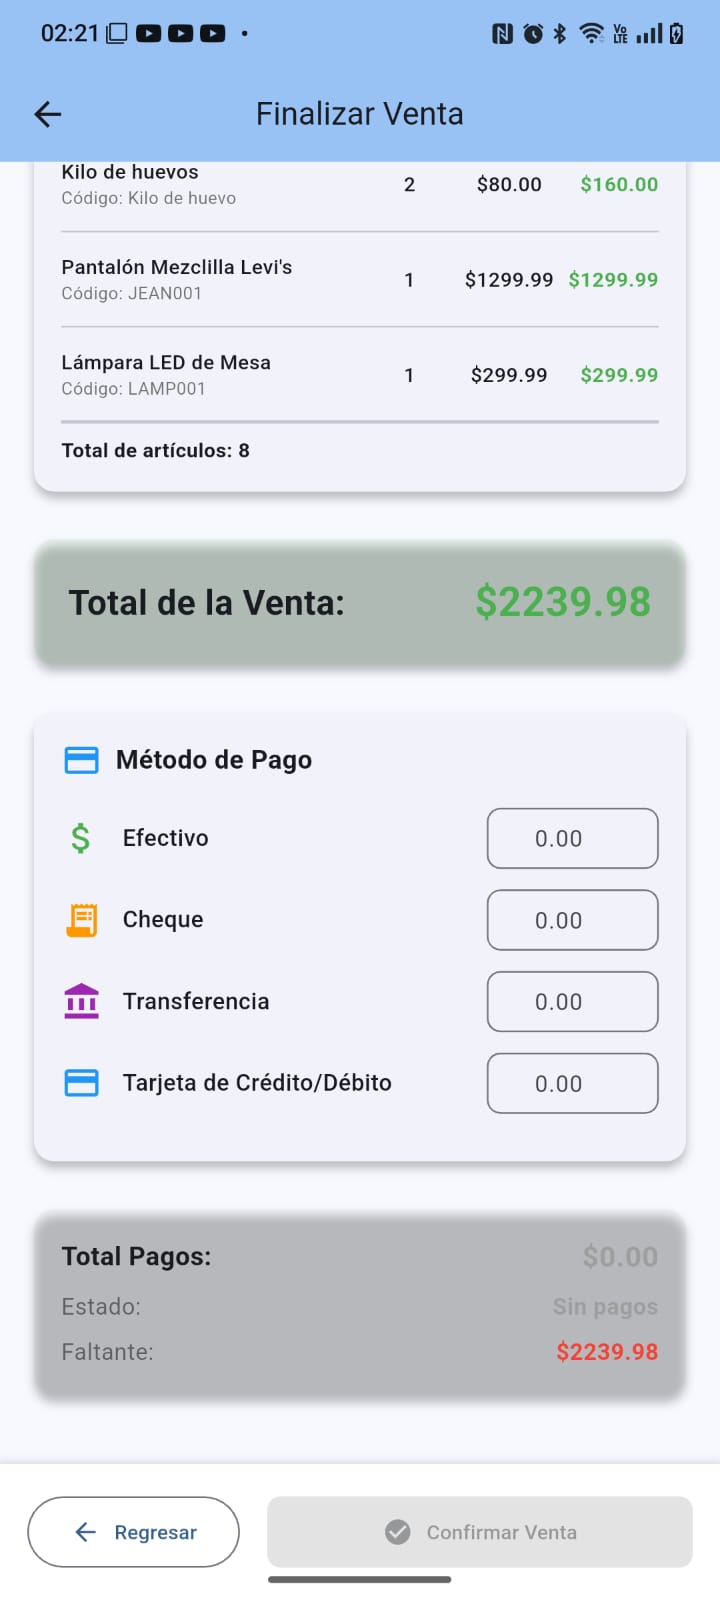 02:21
Finalizar Venta
Kilo de huevos
Código: Kilo de huevo
2 $80.00 $160.00
Pantalón Mezclilla Levi's
Código: JEAN001
1 $1299.99 $1299.99
Lámpara LED de Mesa
Código: LAMP001
1 $299.99 $299.99
Total de artículos: 8
Total de la Venta: $2239.98
Método de Pago
Efectivo 0.00
Cheque 0.00
Transferencia 0.00
Tarjeta de Crédito/Débito 0.00
Total Pagos: $0.00
Estado: Sin pagos
Faltante: $2239.98
Regresar Confirmar Venta